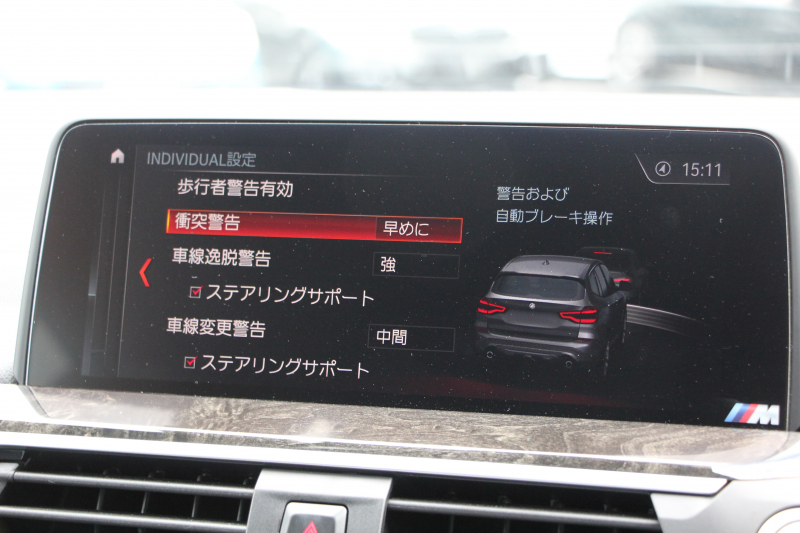 INDIVIDUAL設定
15:11
歩行者警告有効
衝突警告 早めに
車線逸脱警告 強
ステアリングサポート
車線変更警告 中間
ステアリングサポート
警告および
自動ブレーキ操作
M